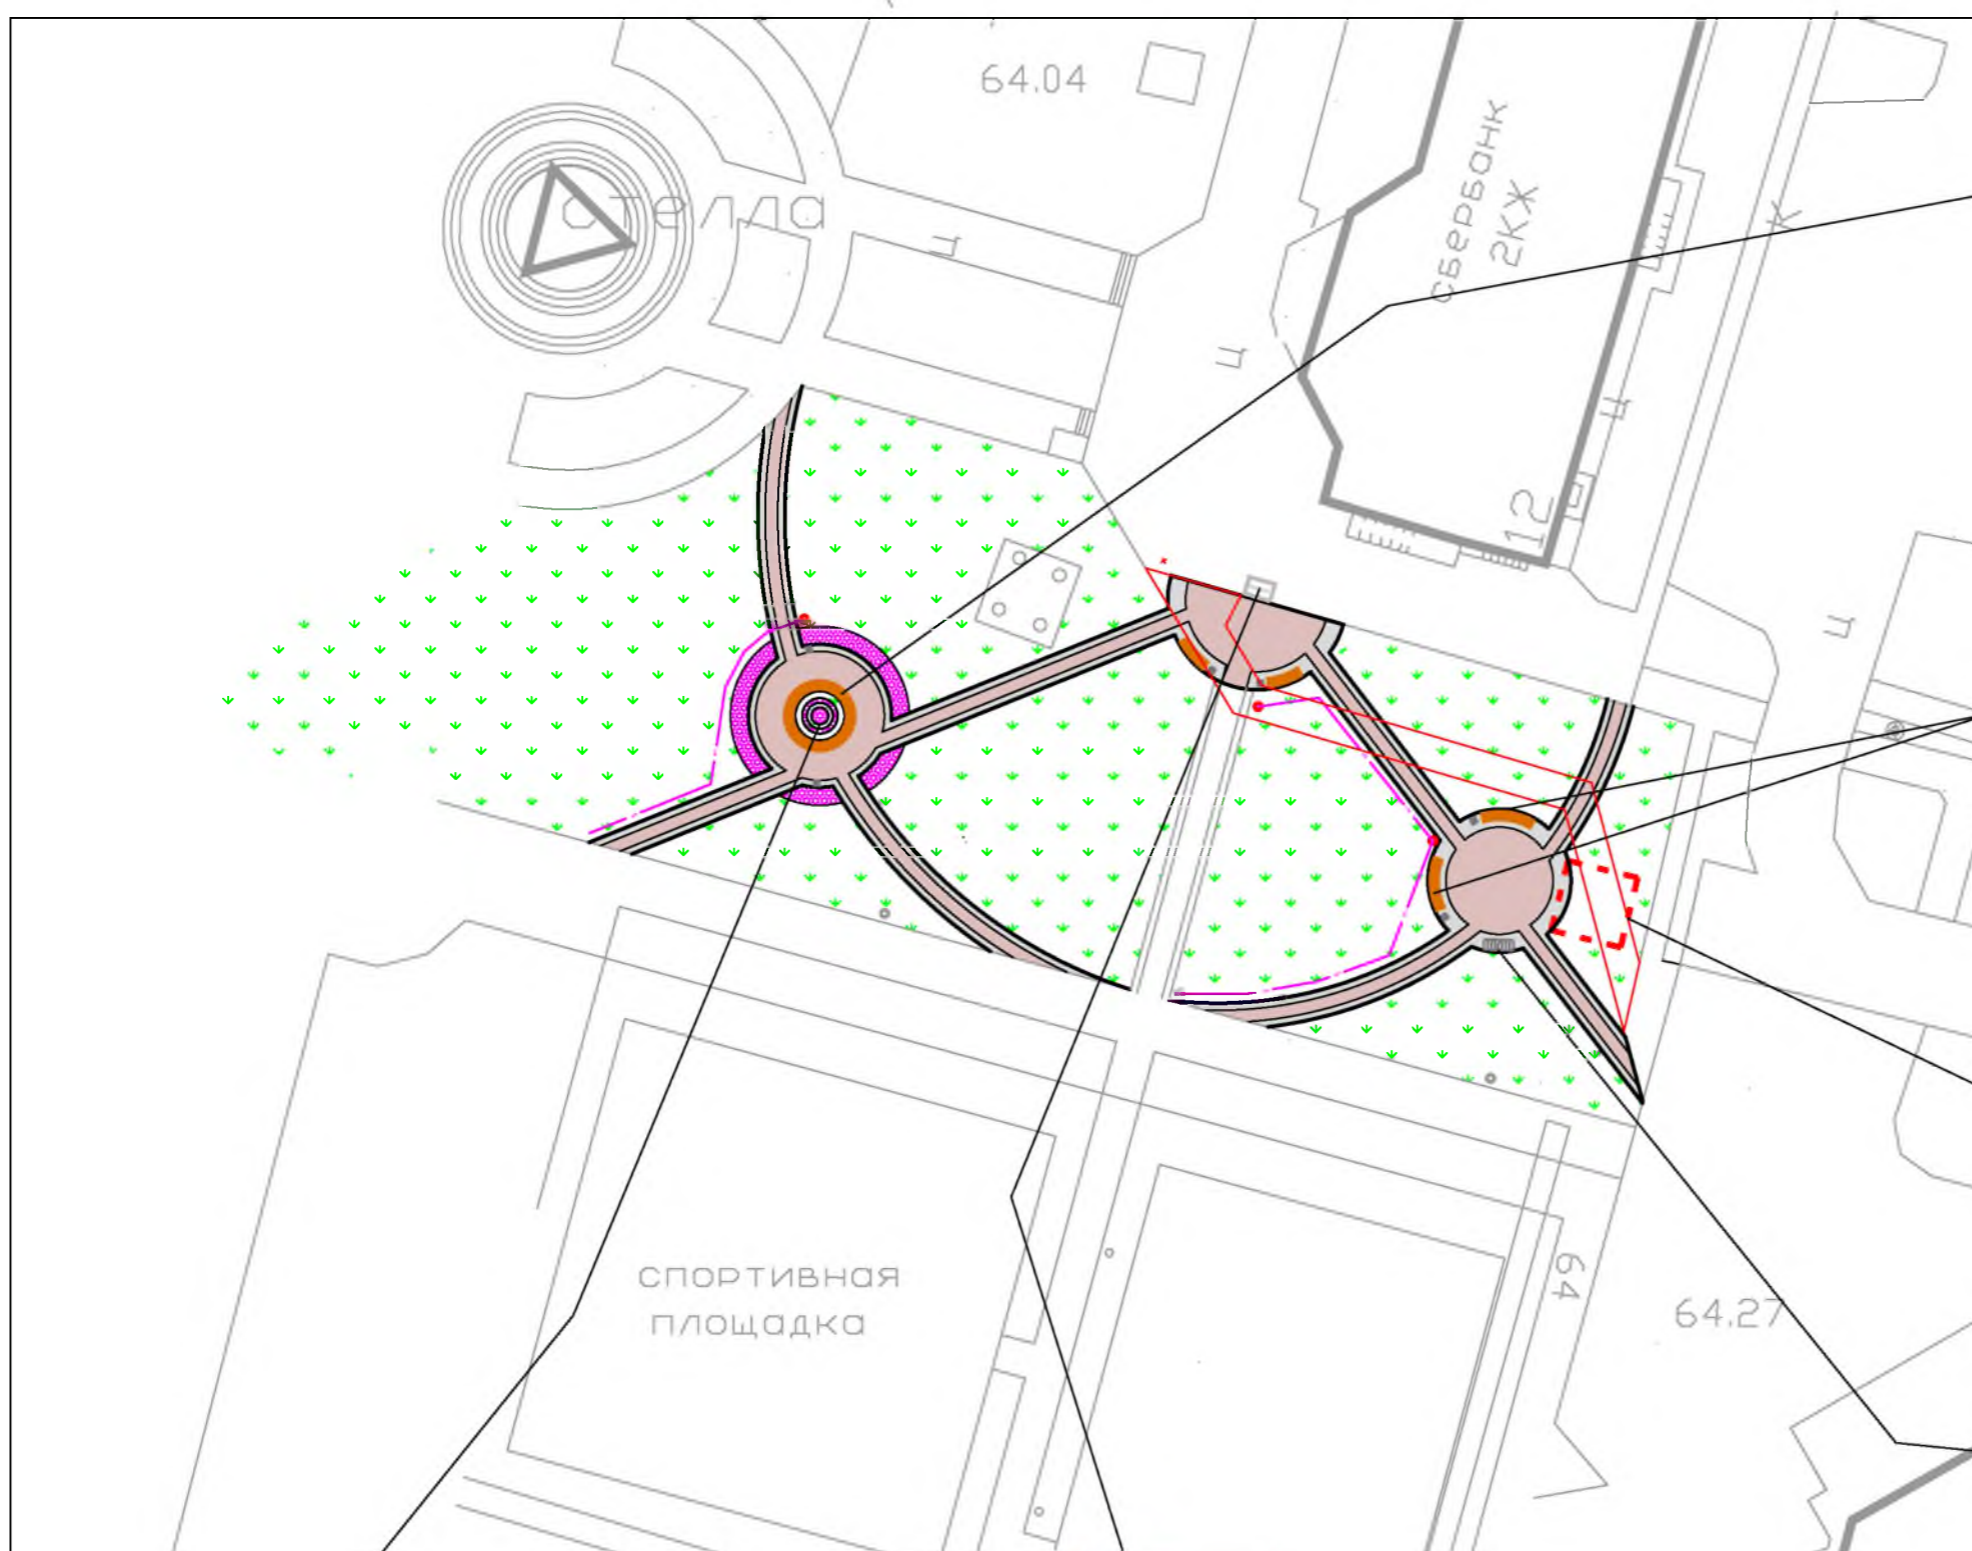 64.04
стелла
сбербанк
2КЖ
К
Ц
Ц
Ц
Ц
12
спортивная
площадка
64
64.27